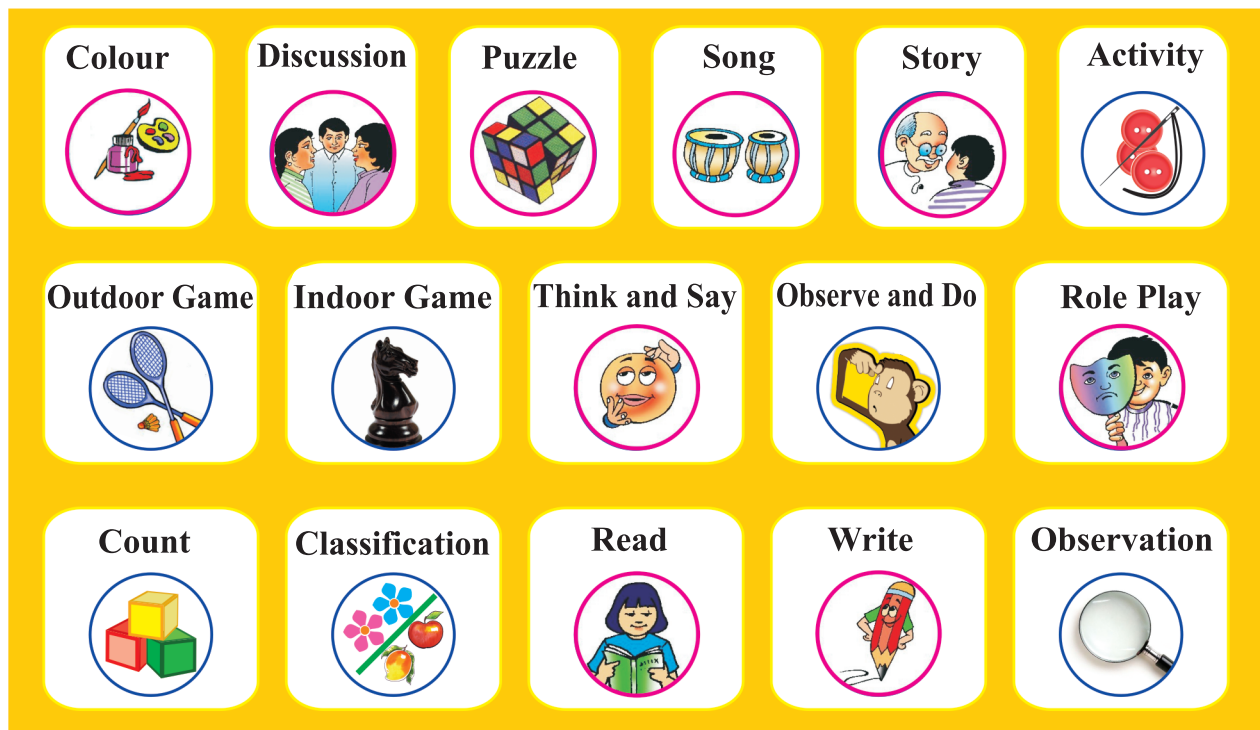 Colour
Discussion
Puzzle
Song
Story
Activity
Outdoor Game
Indoor Game
Think and Say
Observe and Do
Role Play
Count
Classification
Read
Write
Observation